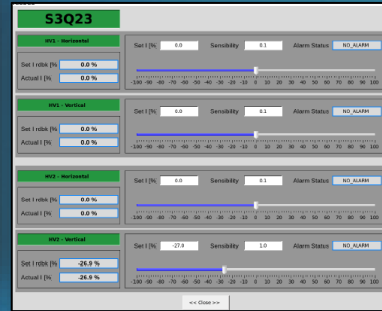 S3Q23
HV1 - Horizontal
Set I [% 0.0 Sensibility 0.1 Alarm Status NO_ALARM
Set I rdbk [% 0.0 %
Actual I [% 0.0 %
-100 -90 -80 -70 -60 -50 -40 -30 -20 -10 0 10 20 30 40 50 60 70 80 90 100
HV1 - Vertical
Set I [% 0.0 Sensibility 0.1 Alarm Status NO_ALARM
Set I rdbk [% 0.0 %
Actual I [% 0.0 %
-100 -90 -80 -70 -60 -50 -40 -30 -20 -10 0 10 20 30 40 50 60 70 80 90 100
HV2 - Horizontal
Set I [% 0.0 Sensibility 0.1 Alarm Status NO_ALARM
Set I rdbk [% 0.0 %
Actual I [% 0.0 %
-100 -90 -80 -70 -60 -50 -40 -30 -20 -10 0 10 20 30 40 50 60 70 80 90 100
Vertical
Set I [% -27.0 Sensibility 1.0 Alarm Status NO_ALARM
Set I rdbk [% -26.9 %
Actual I [% -26.9 %
-100 -90 -80 -70 -60 -50 -40 -30 -20 -10 0 10 20 30 40 50 60 70 80 90 100
<< Close >>